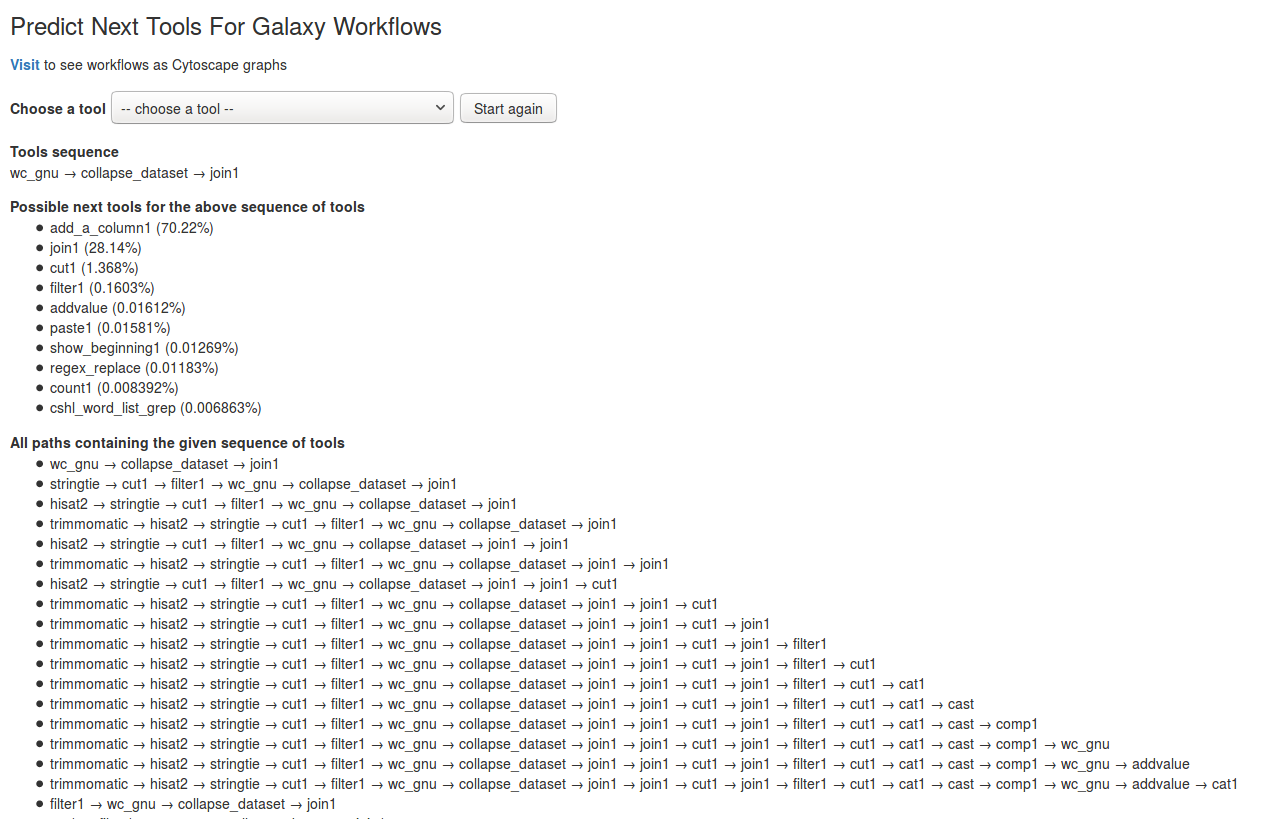 Predict Next Tools For Galaxy Workflows
Visit to see workflows as Cytoscape graphs
Choose a tool -- choose a tool -- Start again
Tools sequence
wc_gnu → collapse_dataset → join1
Possible next tools for the above sequence of tools
● add_a_column1 (70.22%)
● join1 (28.14%)
● cut1 (1.368%)
● filter1 (0.1603%)
● addvalue (0.01612%)
● paste1 (0.01581%)
● show_beginning1 (0.01269%)
● regex_replace (0.01183%)
● count1 (0.008392%)
● cshl_word_list_grep (0.006863%)
All paths containing the given sequence of tools
● wc_gnu → collapse_dataset → join1
● stringtie → cut1 → filter1 → wc_gnu → collapse_dataset → join1
● hisat2 → stringtie → cut1 → filter1 → wc_gnu → collapse_dataset → join1
● trimmomatic → hisat2 → stringtie → cut1 → filter1 → wc_gnu → collapse_dataset → join1
● hisat2 → stringtie → cut1 → filter1 → wc_gnu → collapse_dataset → join1 → join1
● trimmomatic → hisat2 → stringtie → cut1 → filter1 → wc_gnu → collapse_dataset → join1 → join1
● hisat2 → stringtie → cut1 → filter1 → wc_gnu → collapse_dataset → join1 → join1 → cut1
● trimmomatic → hisat2 → stringtie → cut1 → filter1 → wc_gnu → collapse_dataset → join1 → join1 → cut1
● trimmomatic → hisat2 → stringtie → cut1 → filter1 → wc_gnu → collapse_dataset → join1 → join1 → cut1 → join1
● trimmomatic → hisat2 → stringtie → cut1 → filter1 → wc_gnu → collapse_dataset → join1 → join1 → cut1 → join1 → filter1
● trimmomatic → hisat2 → stringtie → cut1 → filter1 → wc_gnu → collapse_dataset → join1 → join1 → cut1 → join1 → filter1 → cut1
● trimmomatic → hisat2 → stringtie → cut1 → filter1 → wc_gnu → collapse_dataset → join1 → join1 → cut1 → join1 → filter1 → cut1 → cat1
● trimmomatic → hisat2 → stringtie → cut1 → filter1 → wc_gnu → collapse_dataset → join1 → join1 → cut1 → join1 → filter1 → cut1 → cat1 → cast
● trimmomatic → hisat2 → stringtie → cut1 → filter1 → wc_gnu → collapse_dataset → join1 → join1 → cut1 → join1 → filter1 → cut1 → cat1 → cast → comp1
● trimmomatic → hisat2 → stringtie → cut1 → filter1 → wc_gnu → collapse_dataset → join1 → join1 → cut1 → join1 → filter1 → cut1 → cat1 → cast → comp1 → wc_gnu
● trimmomatic → hisat2 → stringtie → cut1 → filter1 → wc_gnu → collapse_dataset → join1 → join1 → cut1 → join1 → filter1 → cut1 → cat1 → cast → comp1 → wc_gnu → addvalue
● trimmomatic → hisat2 → stringtie → cut1 → filter1 → wc_gnu → collapse_dataset → join1 → join1 → cut1 → join1 → filter1 → cut1 → cat1 → cast → comp1 → wc_gnu → addvalue → cat1
● filter1 → wc_gnu → collapse_dataset → join1